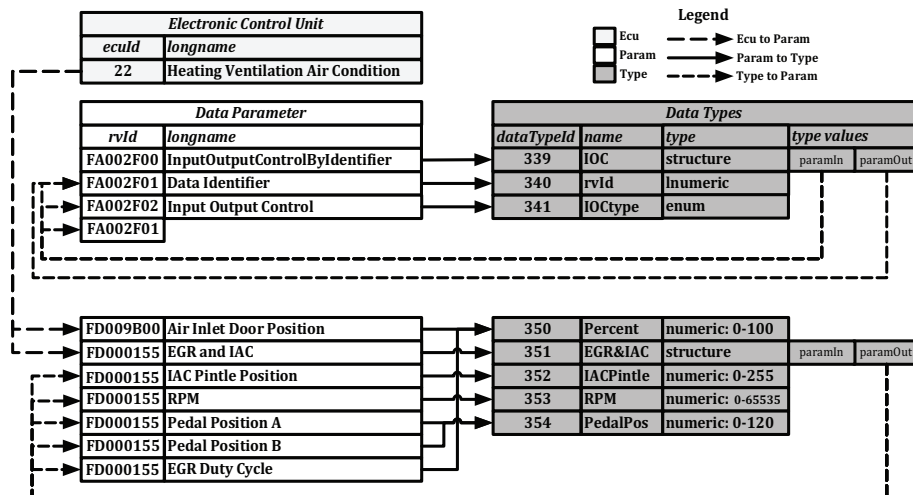 Electronic Control Unit
ecuId longname
22 Heating Ventilation Air Condition
Legend
Ecu Ecu to Param
Param Param to Type
Type Type to Param
Data Parameter
rvId longname
FA002F00 InputOutputControlByIdentifier
FA002F01 Data Identifier
FA002F02 Input Output Control
FA002F01
Data Types
dataTypeId name type type values
339 IOC structure paramIn paramOut
340 rvId lnumeric
341 IOCtype enum
FD009B00 Air Inlet Door Position
FD000155 EGR and IAC
FD000155 IAC Pintle Position
FD000155 RPM
FD000155 Pedal Position A
FD000155 Pedal Position B
FD000155 EGR Duty Cycle
350 Percent numeric: 0-100
351 EGR&IAC structure paramIn paramOut
352 IACPintle numeric: 0-255
353 RPM numeric: 0-65535
354 PedalPos numeric: 0-120